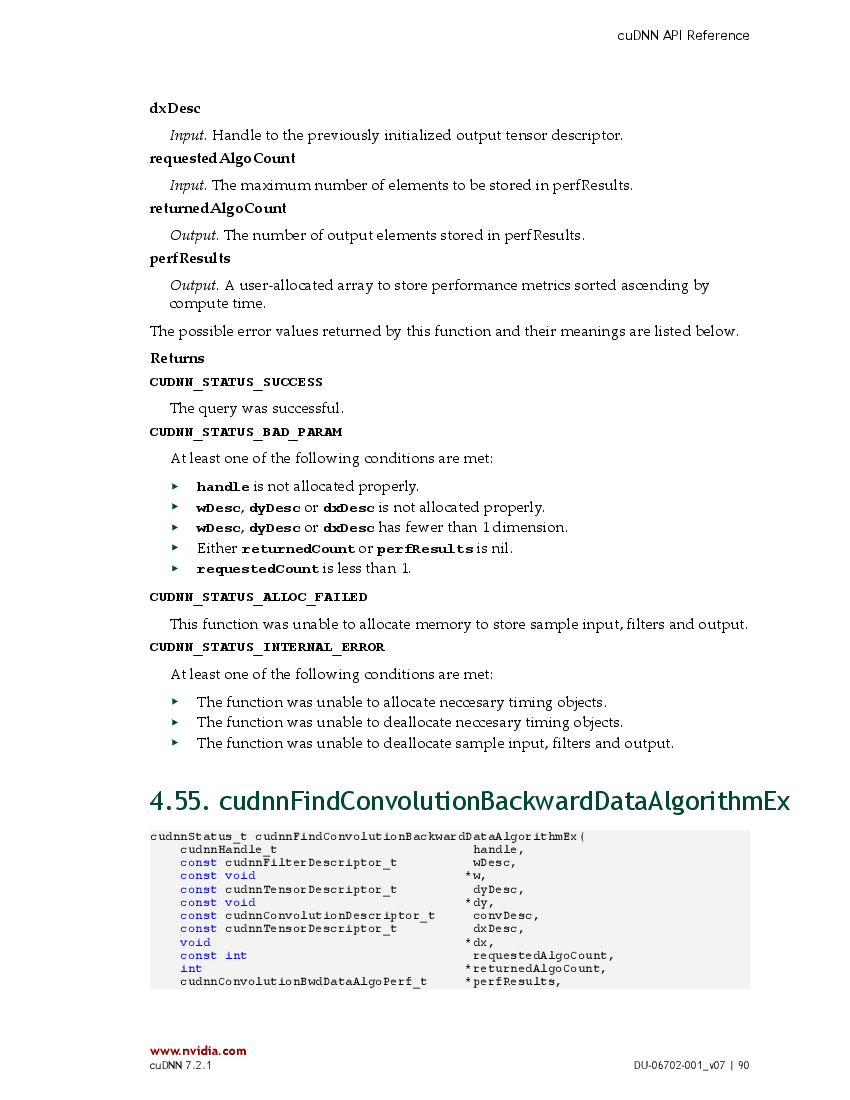 cuDNN API Reference
dxDesc
Input. Handle to the previously initialized output tensor descriptor.
requestedAlgoCount
Input. The maximum number of elements to be stored in perfResults.
returnedAlgoCount
Output. The number of output elements stored in perfResults.
perfResults
Output. A user-allocated array to store performance metrics sorted ascending by
compute time.
The possible error values returned by this function and their meanings are listed below.
Returns
CUDNN_STATUS_SUCCESS
The query was successful.
CUDNN_STATUS_BAD_PARAM
At least one of the following conditions are met:
▸ handle is not allocated properly.
▸ wDesc, dyDesc or dxDesc is not allocated properly.
▸ wDesc, dyDesc or dxDesc has fewer than 1 dimension.
▸ Either returnedCount or perfResults is nil.
▸ requestedCount is less than 1.
CUDNN_STATUS_ALLOC_FAILED
This function was unable to allocate memory to store sample input, filters and output.
CUDNN_STATUS_INTERNAL_ERROR
At least one of the following conditions are met:
▸ The function was unable to allocate neccesary timing objects.
▸ The function was unable to deallocate neccesary timing objects.
▸ The function was unable to deallocate sample input, filters and output.
4.55. cudnnFindConvolutionBackwardDataAlgorithmEx
cudnnStatus_t cudnnFindConvolutionBackwardDataAlgorithmEx(
cudnnHandle_t handle,
const cudnnFilterDescriptor_t wDesc,
const void *w,
const cudnnTensorDescriptor_t dyDesc,
const void *dy,
const cudnnConvolutionDescriptor_t convDesc,
const cudnnTensorDescriptor_t dxDesc,
void *dx,
const int requestedAlgoCount,
int *returnedAlgoCount,
cudnnConvolutionBwdDataAlgoPerf_t *perfResults,
www.nvidia.com
cuDNN 7.2.1 DU-06702-001_v07 | 90